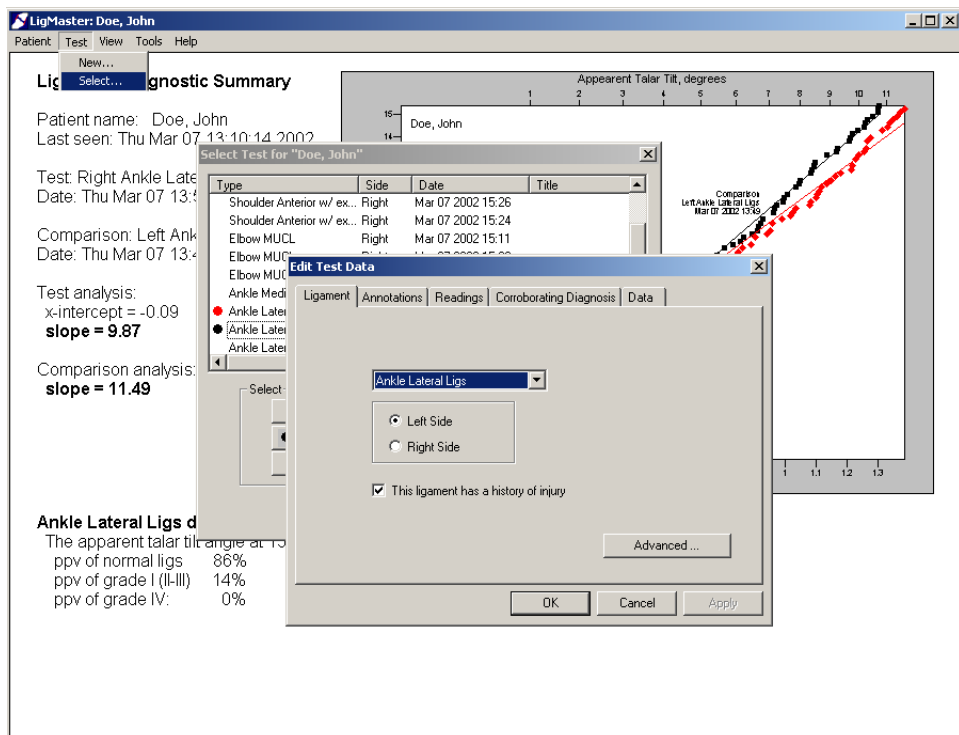 LigMaster: Doe, John
Patient Test View Tools Help
New...
Select...
Lig gnostic Summary
Patient name: Doe, John
Last seen: Thu Mar 07 13:10:14 2002
Test: Right Ankle Late
Date: Thu Mar 07 13:
Comparison: Left Ank
Date: Thu Mar 07 13:4
Test analysis:
x-intercept = -0.09
slope = 9.87
Comparison analysis:
slope = 11.49
Ankle Lateral Ligs d
The apparent talar tilt angle at 15
ppv of normal ligs 86%
ppv of grade I (II-III) 14%
ppv of grade IV: 0%
Appearent Talar Tilt, degrees
1 2 3 4 5 6 7 8 9 10 11
15
14
Doe, John
Comparison
Left Ankle Lateral Ligs
Mar 07 2002 13:49
1 1.1 1.2 1.3
Select Test for "Doe, John"
Type Side Date Title
Shoulder Anterior w/ ex... Right Mar 07 2002 15:26
Shoulder Anterior w/ ex... Right Mar 07 2002 15:24
Elbow MUCL Right Mar 07 2002 15:11
Elbow MUCL
Elbow MUC
Ankle Medi
Ankle Later
Ankle Later
Ankle Later
Select
Edit Test Data
Ligament Annotations Readings Corroborating Diagnosis Data
Ankle Lateral Ligs
Left Side
Right Side
This ligament has a history of injury
Advanced ...
OK Cancel Apply